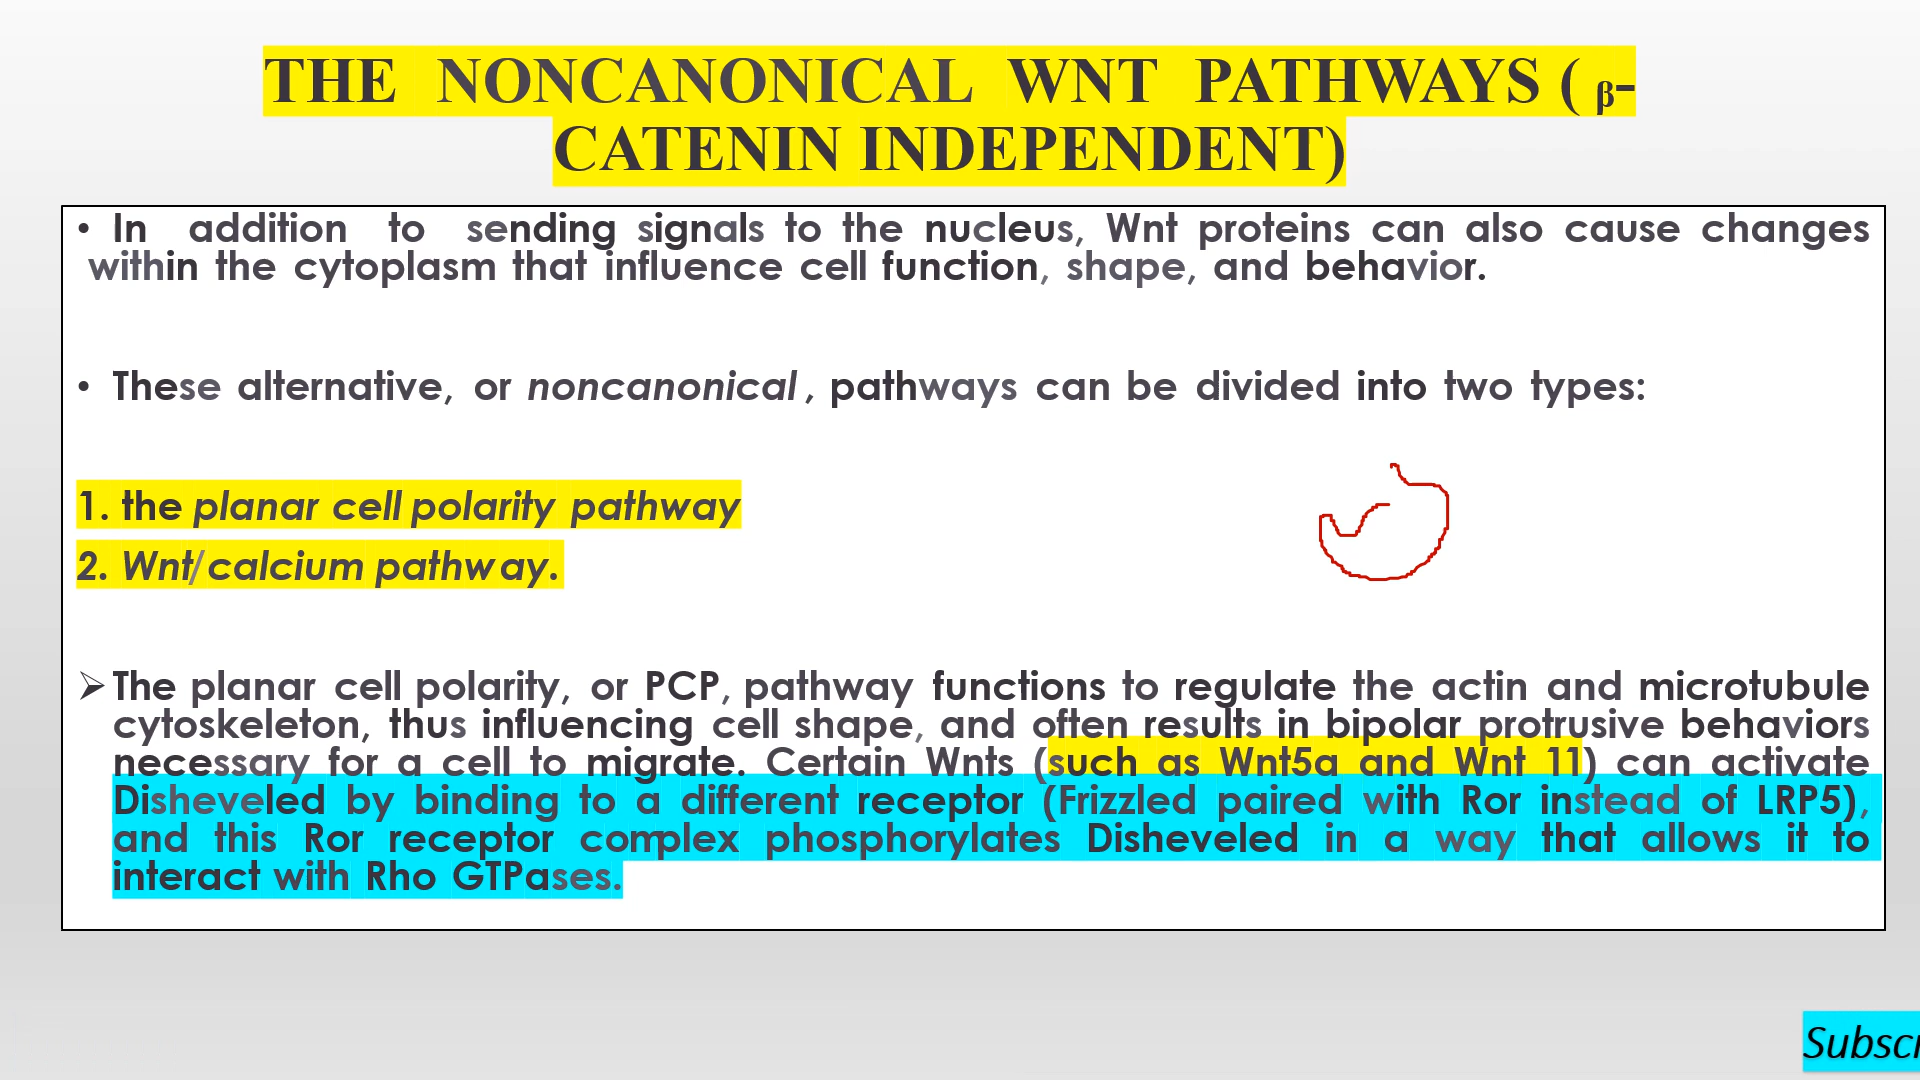 THE NONCANONICAL WNT PATHWAYS ( β-
CATENIN INDEPENDENT)
• In addition to sending signals to the nucleus, Wnt proteins can also cause changes
within the cytoplasm that influence cell function, shape, and behavior.
• These alternative, or noncanonical , pathways can be divided into two types:
1. the planar cell polarity pathway
2. Wnt/calcium pathway.
➢ The planar cell polarity, or PCP, pathway functions to regulate the actin and microtubule
cytoskeleton, thus influencing cell shape, and often results in bipolar protrusive behaviors
necessary for a cell to migrate. Certain Wnts (such as Wnt5a and Wnt 11) can activate
Disheveled by binding to a different receptor (Frizzled paired with Ror instead of LRP5),
and this Ror receptor complex phosphorylates Disheveled in a way that allows it to
interact with Rho GTPases.